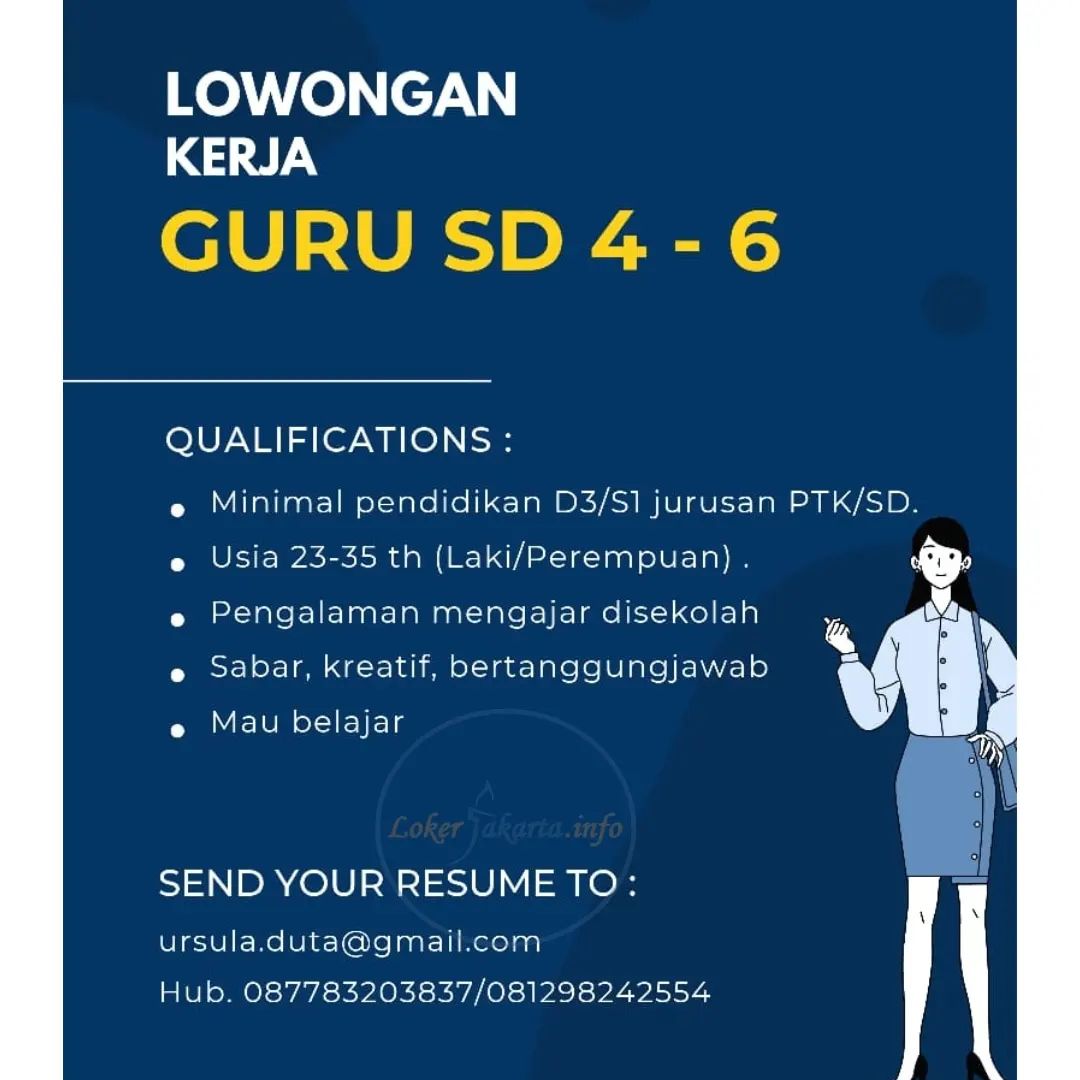 LOWONGAN
KERJA
GURU SD 4 - 6
QUALIFICATIONS :
• Minimal pendidikan D3/S1 jurusan PTK/SD.
• Usia 23-35 th (Laki/Perempuan) .
• Pengalaman mengajar disekolah
• Sabar, kreatif, bertanggungjawab
• Mau belajar
Loker Jakarta.info
SEND YOUR RESUME TO :
ursula.duta@gmail.com
Hub. 087783203837/081298242554